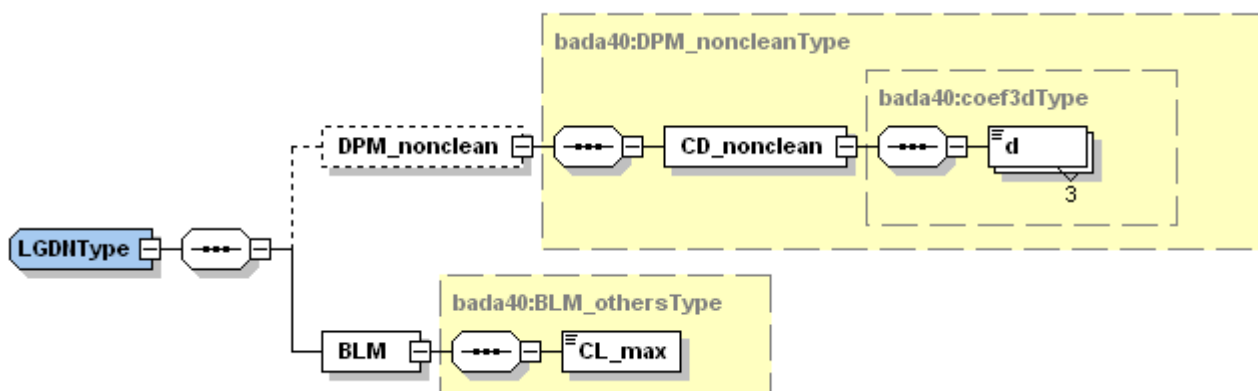 bada40:DPM_noncleanType
bada40:coef3dType
DPM_nonclean
CD_nonclean
d
3
LGDNType
bada40:BLM_othersType
BLM
CL_max